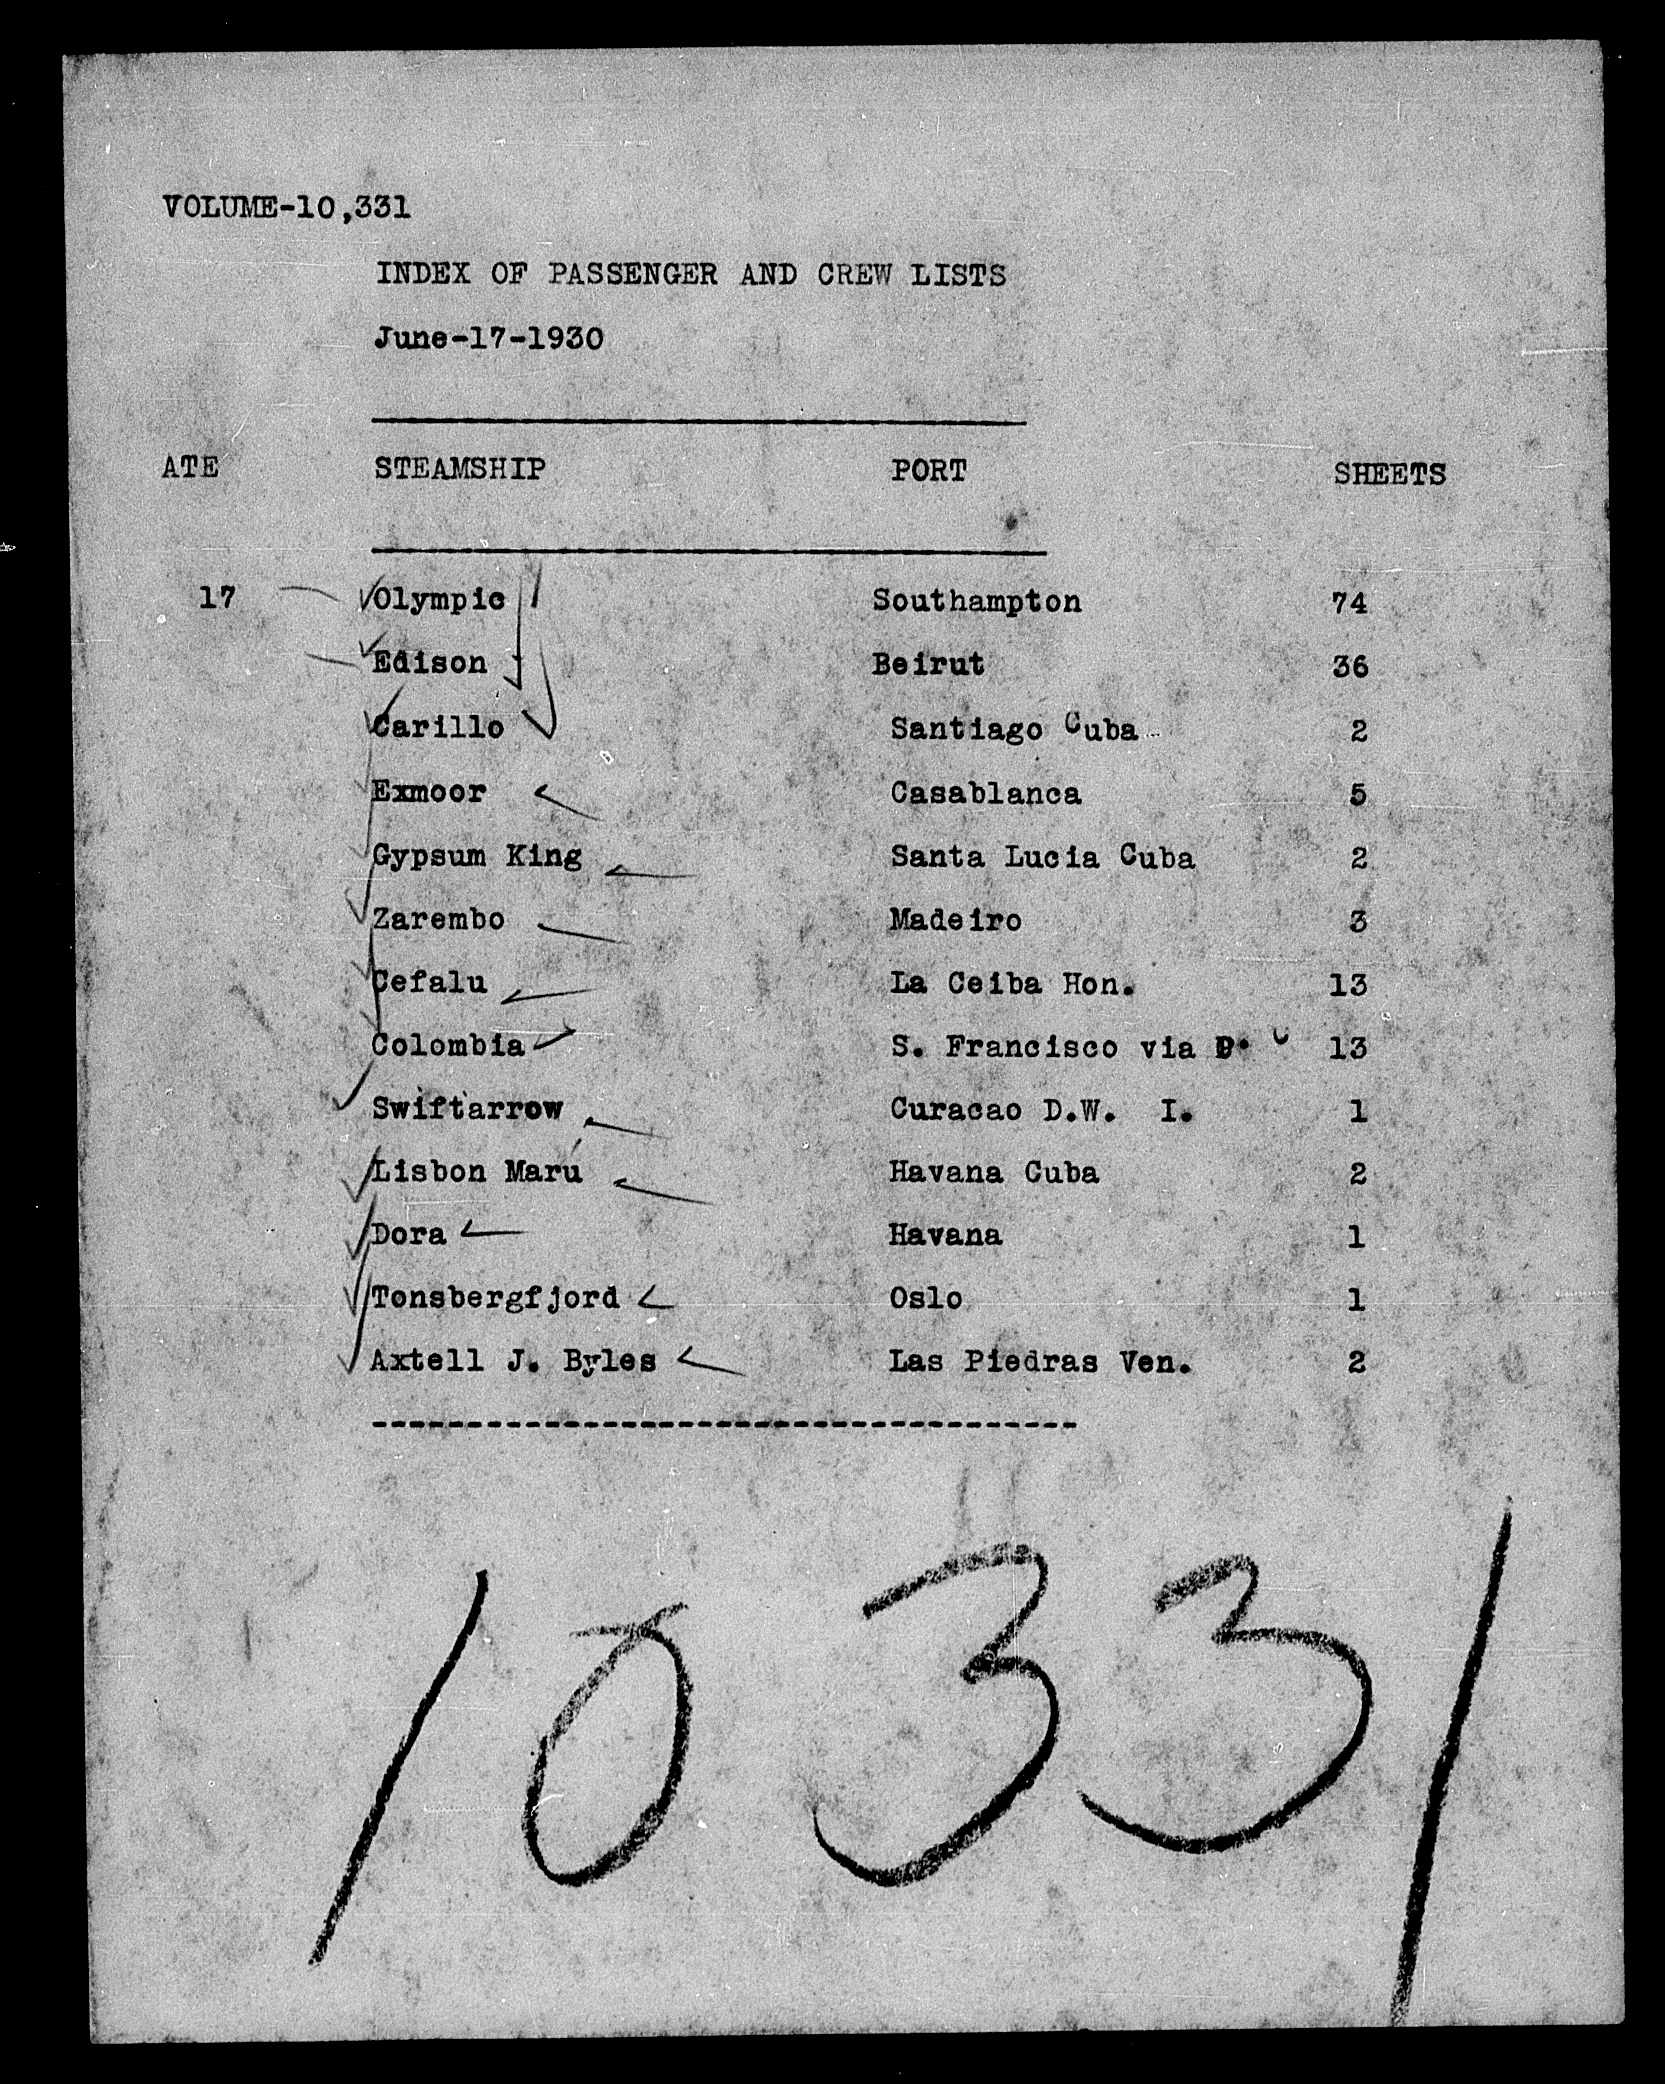 VOLUME-10,331
INDEX OF PASSENGER AND CREW LISTS
June-17-1930
ATE STEAMSHIP PORT SHEETS
17 Olympic Southampton 74
Edison Beirut 36
Carillo Santiago Cuba 2
Exmoor Casablanca 5
Gypsum King Santa Lucia Cuba 2
Zarembo Madeiro 3
Cefalu La Ceiba Hon. 13
Colombia S. Francisco via 13
Swiftarrow Curacao D.W. I. 1
Lisbon Maru Havana Cuba 2
Dora Havana 1
Tonsbergfjord Oslo 1
Axtell J. Byles Las Piedras Ven. 2
10331